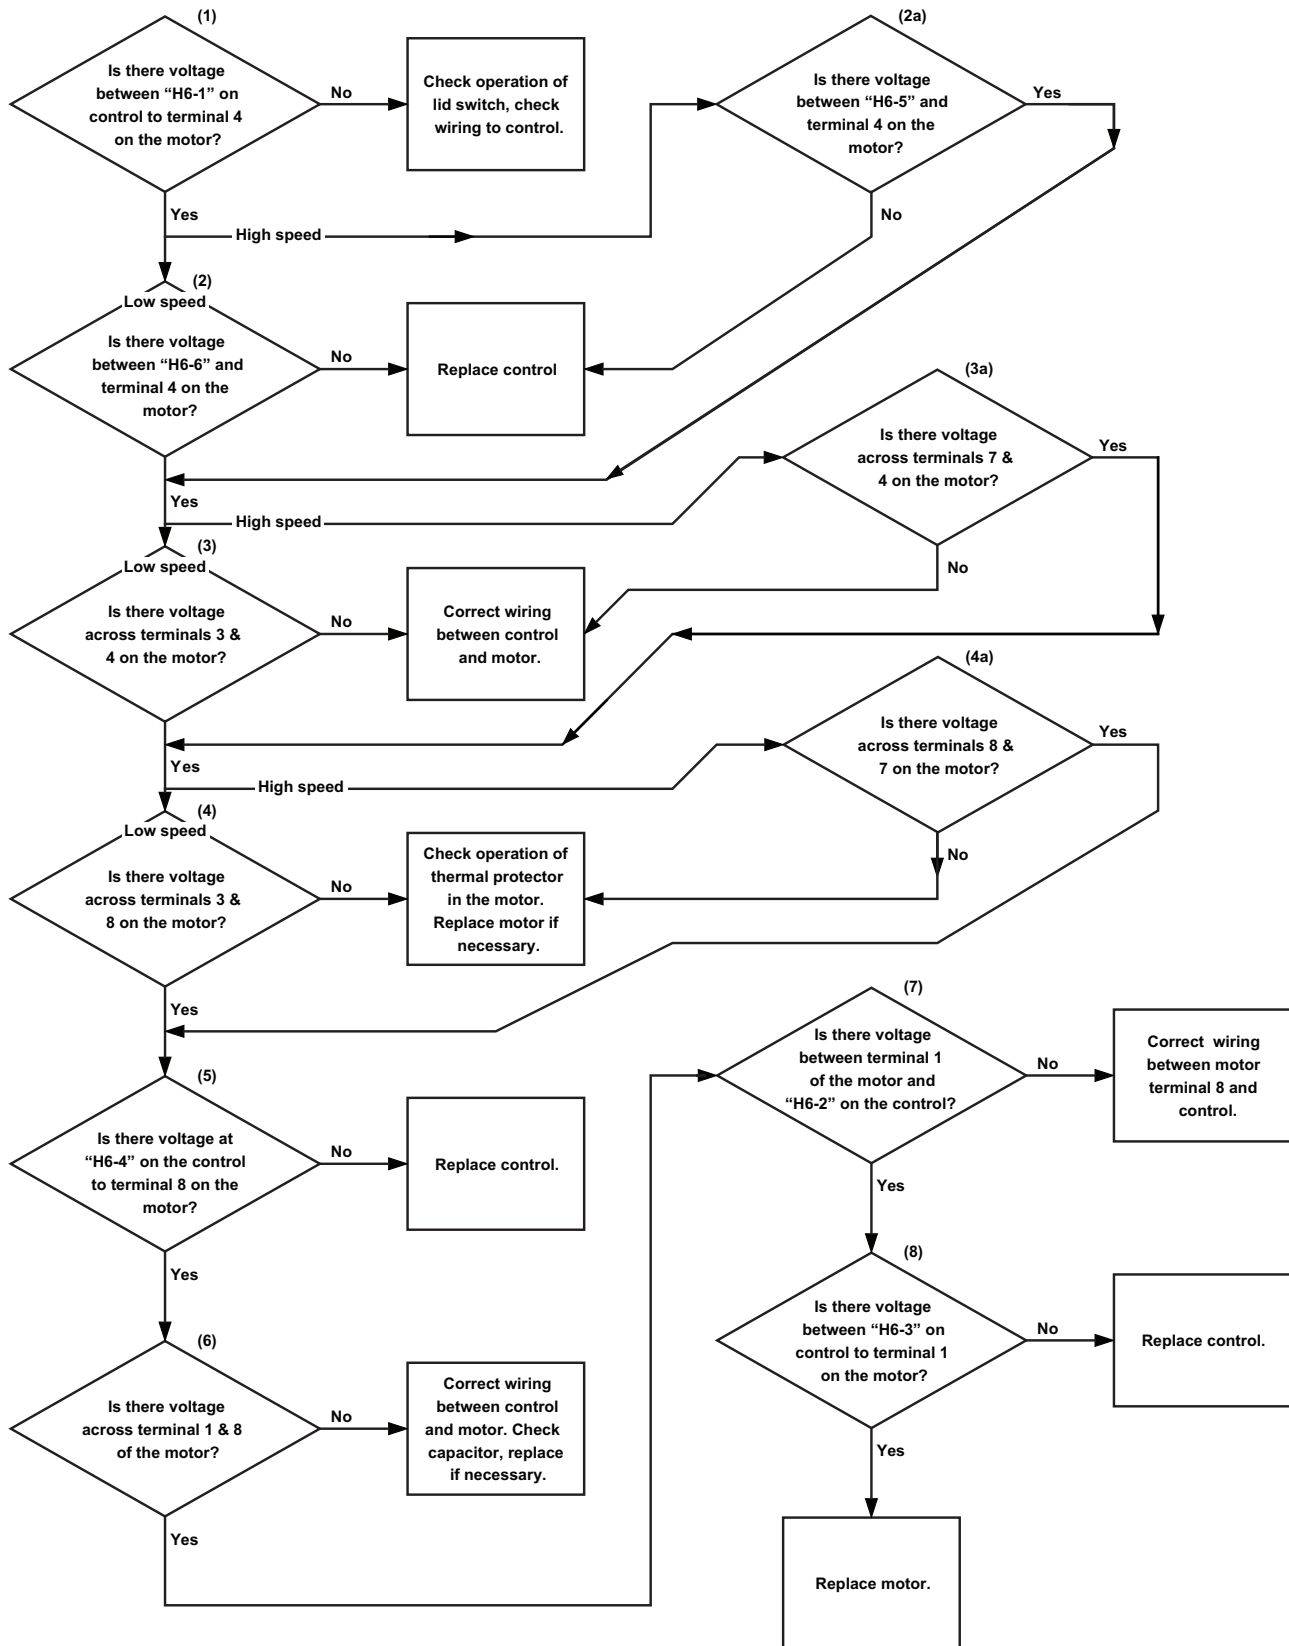 (1)
Is there voltage
between “H6-1” on
control to terminal 4
on the motor?
No
Check operation of
lid switch, check
wiring to control.
Yes
High speed
(2a)
Is there voltage
between “H6-5” and
terminal 4 on the
motor?
Yes
No
(2)
Low speed
Is there voltage
between “H6-6” and
terminal 4 on the
motor?
No
Replace control
Yes
High speed
(3a)
Is there voltage
across terminals 7 &
4 on the motor?
Yes
No
(3)
Low speed
Is there voltage
across terminals 3 &
4 on the motor?
No
Correct wiring
between control
and motor.
Yes
High speed
(4a)
Is there voltage
across terminals 8 &
7 on the motor?
Yes
No
(4)
Low speed
Is there voltage
across terminals 3 &
8 on the motor?
No
Check operation of
thermal protector
in the motor.
Replace motor if
necessary.
Yes
(5)
Is there voltage at
“H6-4” on the control
to terminal 8 on the
motor?
No
Replace control.
Yes
(6)
Is there voltage
across terminal 1 & 8
of the motor?
No
Correct wiring
between control
and motor. Check
capacitor, replace
if necessary.
Yes
(7)
Is there voltage
between terminal 1
of the motor and
“H6-2” on the control?
No
Correct wiring
between motor
terminal 8 and
control.
Yes
(8)
Is there voltage
between “H6-3” on
control to terminal 1
on the motor?
No
Replace control.
Yes
Replace motor.